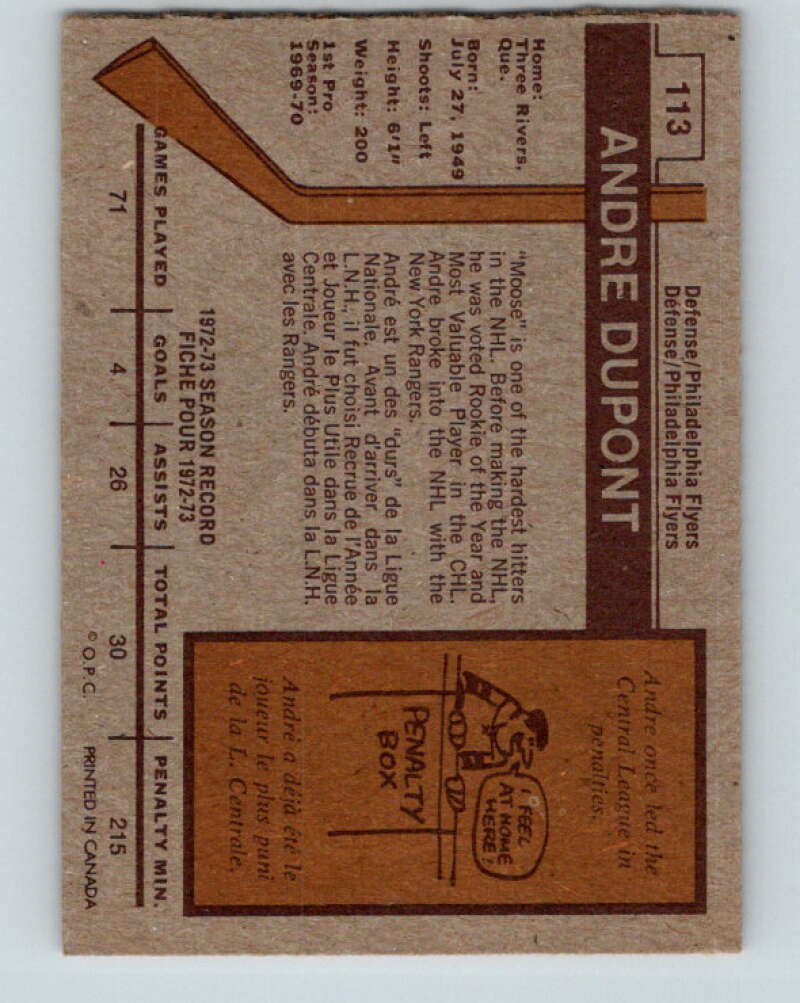 113
Defense/Philadelphia Flyers
Défense/Philadelphia Flyers
ANDRE DUPONT
Home:
Three Rivers,
Que.
Born:
July 27, 1949
Shoots: Left
Height: 6'1"
Weight: 200
1st Pro
Season:
1969-70
"Moose" is one of the hardest hitters
in the NHL. Before making the NHL,
he was voted Rookie of the Year and
Most Valuable Player in the CHL.
Andre broke into the NHL with the
New York Rangers.
André est un des "durs" de la Ligue
Nationale. Avant d'arriver dans la
L.N.H., il fut choisi Recrue de l'Année
et Joueur le Plus Utile dans la Ligue
Centrale. André débuta dans la L.N.H.
avec les Rangers.
Andre once led the
Central League in
penalties.
I FEEL
AT HOME
HERE!
PENALTY
BOX
André a déjà été le
joueur le plus puni
de la L. Centrale.
1972-73 SEASON RECORD
FICHE POUR 1972-73
GAMES PLAYED GOALS ASSISTS TOTAL POINTS PENALTY MIN.
71 4 26 30 215
© O.P.C. PRINTED IN CANADA